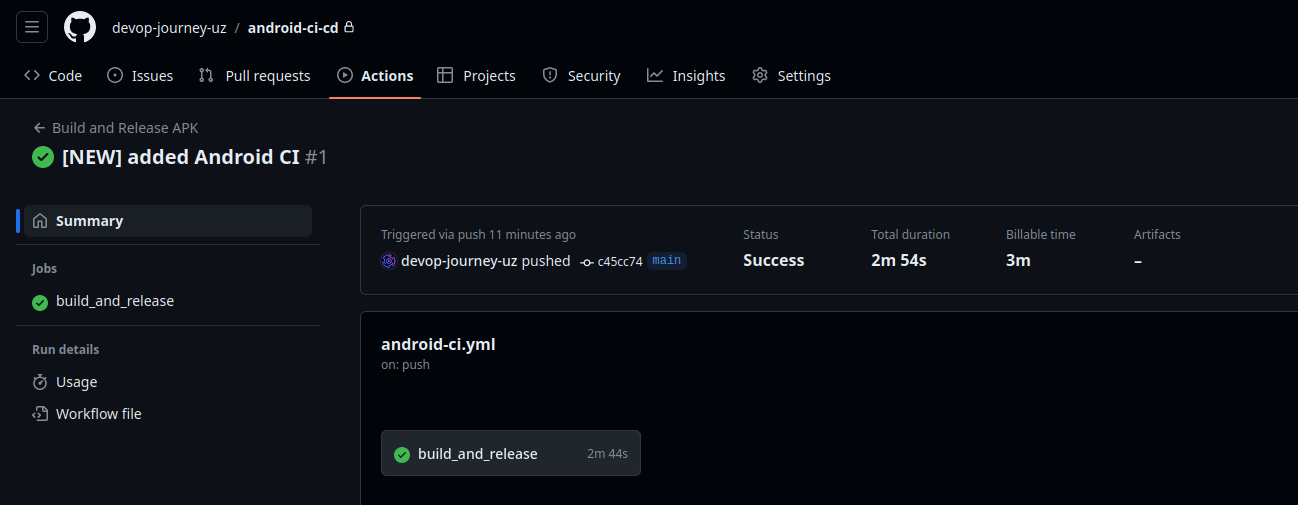 devop-journey-uz / android-ci-cd
Code Issues Pull requests Actions Projects Security Insights Settings
Build and Release APK
[NEW] added Android CI #1
Summary
Jobs
build_and_release
Run details
Usage
Workflow file
Triggered via push 11 minutes ago
devop-journey-uz pushed c45cc74 main
Status
Success
Total duration
2m 54s
Billable time
3m
Artifacts
–
android-ci.yml
on: push
build_and_release 2m 44s